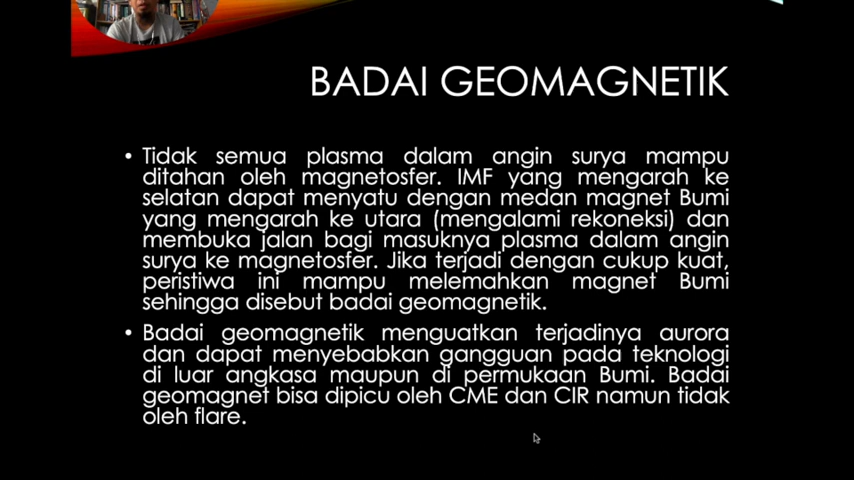 BADAI GEOMAGNETIK
• Tidak semua plasma dalam angin surya mampu
ditahan oleh magnetosfer. IMF yang mengarah ke
selatan dapat menyatu dengan medan magnet Bumi
yang mengarah ke utara (mengalami rekoneksi) dan
membuka jalan bagi masuknya plasma dalam angin
surya ke magnetosfer. Jika terjadi dengan cukup kuat,
peristiwa ini mampu melemahkan magnet Bumi
sehingga disebut badai geomagnetik.
• Badai geomagnetik menguatkan terjadinya aurora
dan dapat menyebabkan gangguan pada teknologi
di luar angkasa maupun di permukaan Bumi. Badai
geomagnet bisa dipicu oleh CME dan CIR namun tidak
oleh flare.